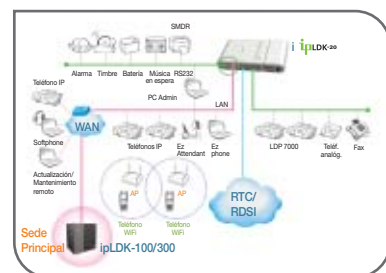 SMDR
i ipLDK-20
Alarma
Timbre
Batería
Música
en espera
RS232
PC Admin
LAN
Teléfono IP
WAN
Softphone
Actualización/
Mantenimiento
remoto
Teléfonos IP
Ez
Attendant
Ez
phone
LDP 7000
Teléf.
analóg.
Fax
AP
AP
Teléfono
WiFi
Teléfono
WiFi
RTC/
RDSI
Sede
Principal
ipLDK-100/300